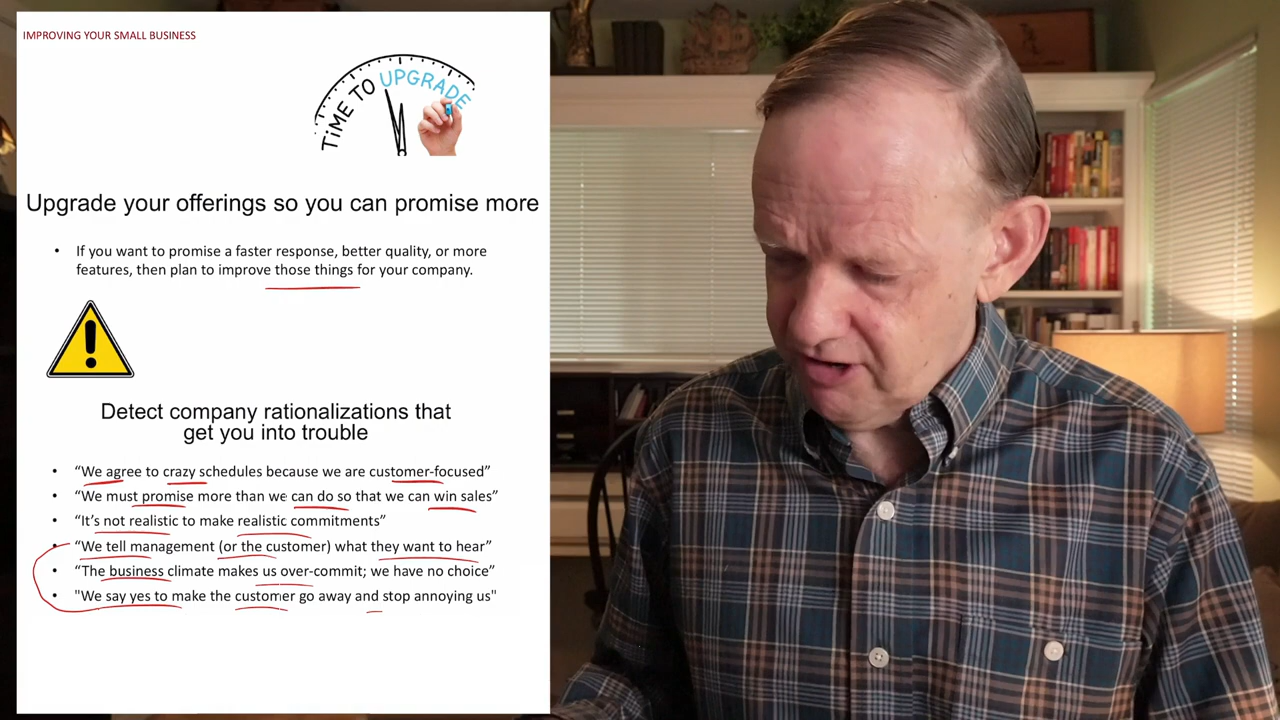 IMPROVING YOUR SMALL BUSINESS
TiME TO UPGRADE
Upgrade your offerings so you can promise more
• If you want to promise a faster response, better quality, or more
features, then plan to improve those things for your company.
Detect company rationalizations that
get you into trouble
• “We agree to crazy schedules because we are customer-focused”
• “We must promise more than we can do so that we can win sales”
• “It’s not realistic to make realistic commitments”
• “We tell management (or the customer) what they want to hear”
• “The business climate makes us over-commit; we have no choice”
• "We say yes to make the customer go away and stop annoying us"